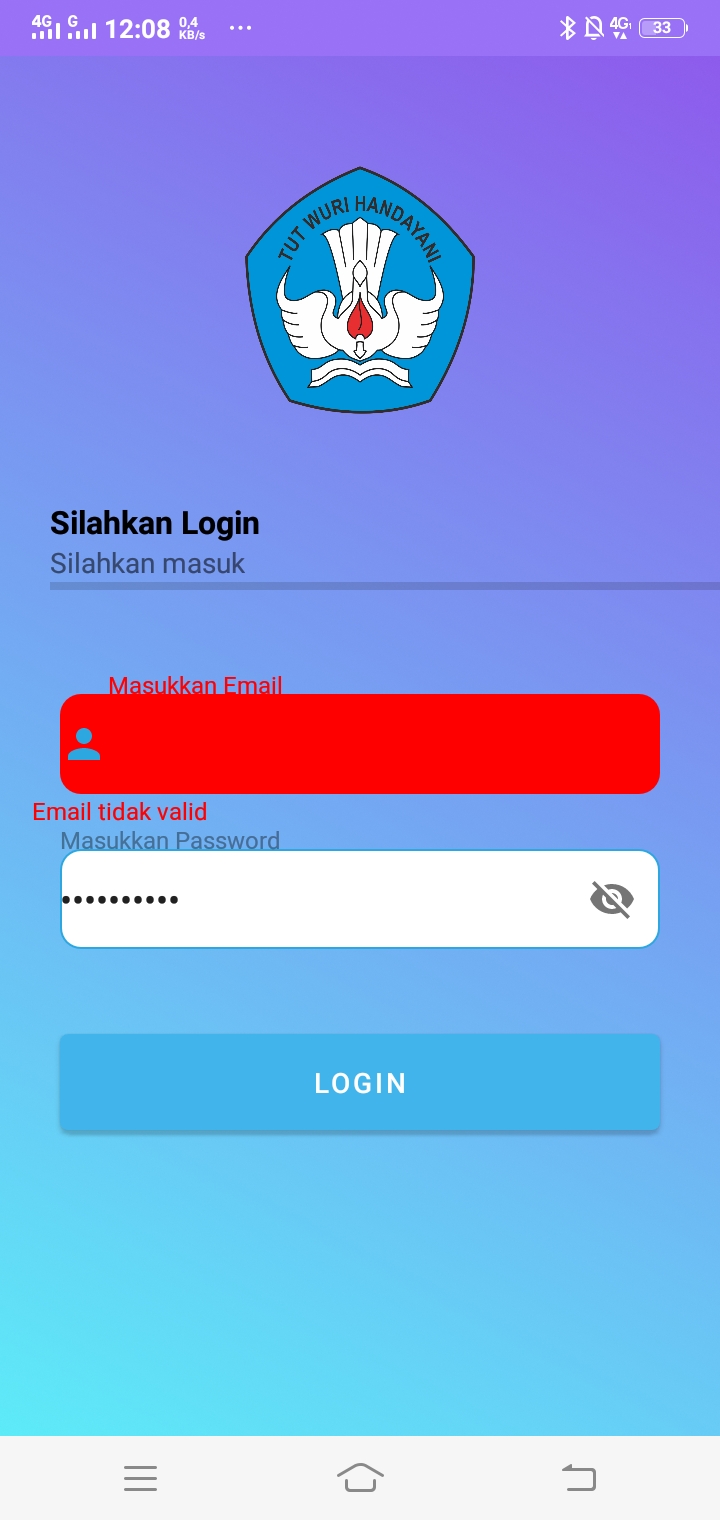 4G G 12:08 0,4 KB/s ... 4G 33
TUT WURI HANDAYANI
Silahkan Login
Silahkan masuk
Masukkan Email
Email tidak valid
Masukkan Password
••••••••••
LOGIN